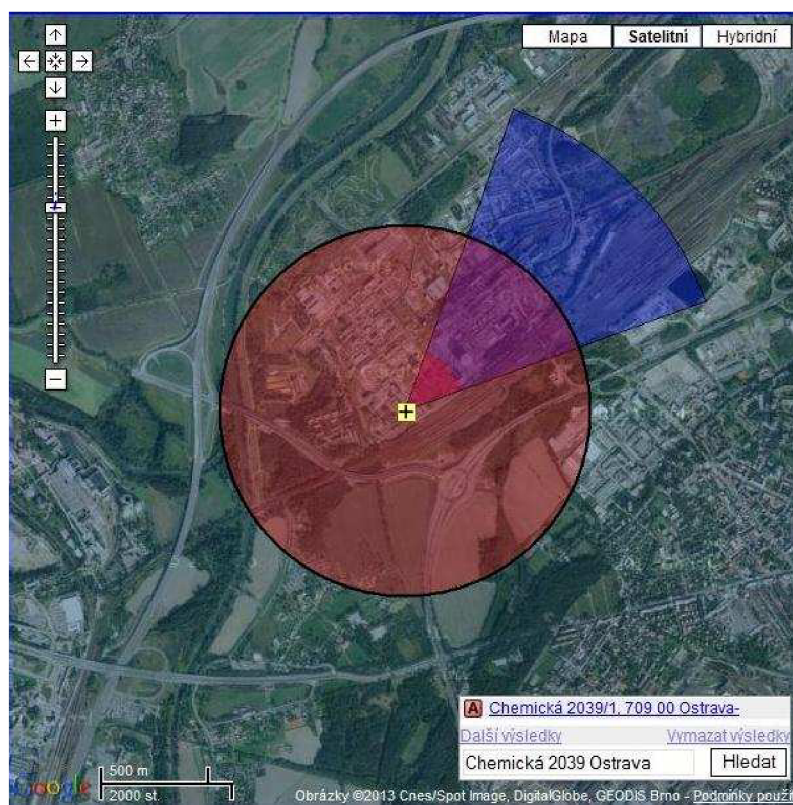 Mapa
Satelitní
Hybridní
A Chemická 2039/1, 709 00 Ostrava-
Další výsledky
Vymazat výsledky
Chemická 2039 Ostrava
Hledat
500 m
2000 st.
Google
Obrázky ©2013 Cnes/Spot Image, DigitalGlobe, GEODIS Brno - Podmínky použi